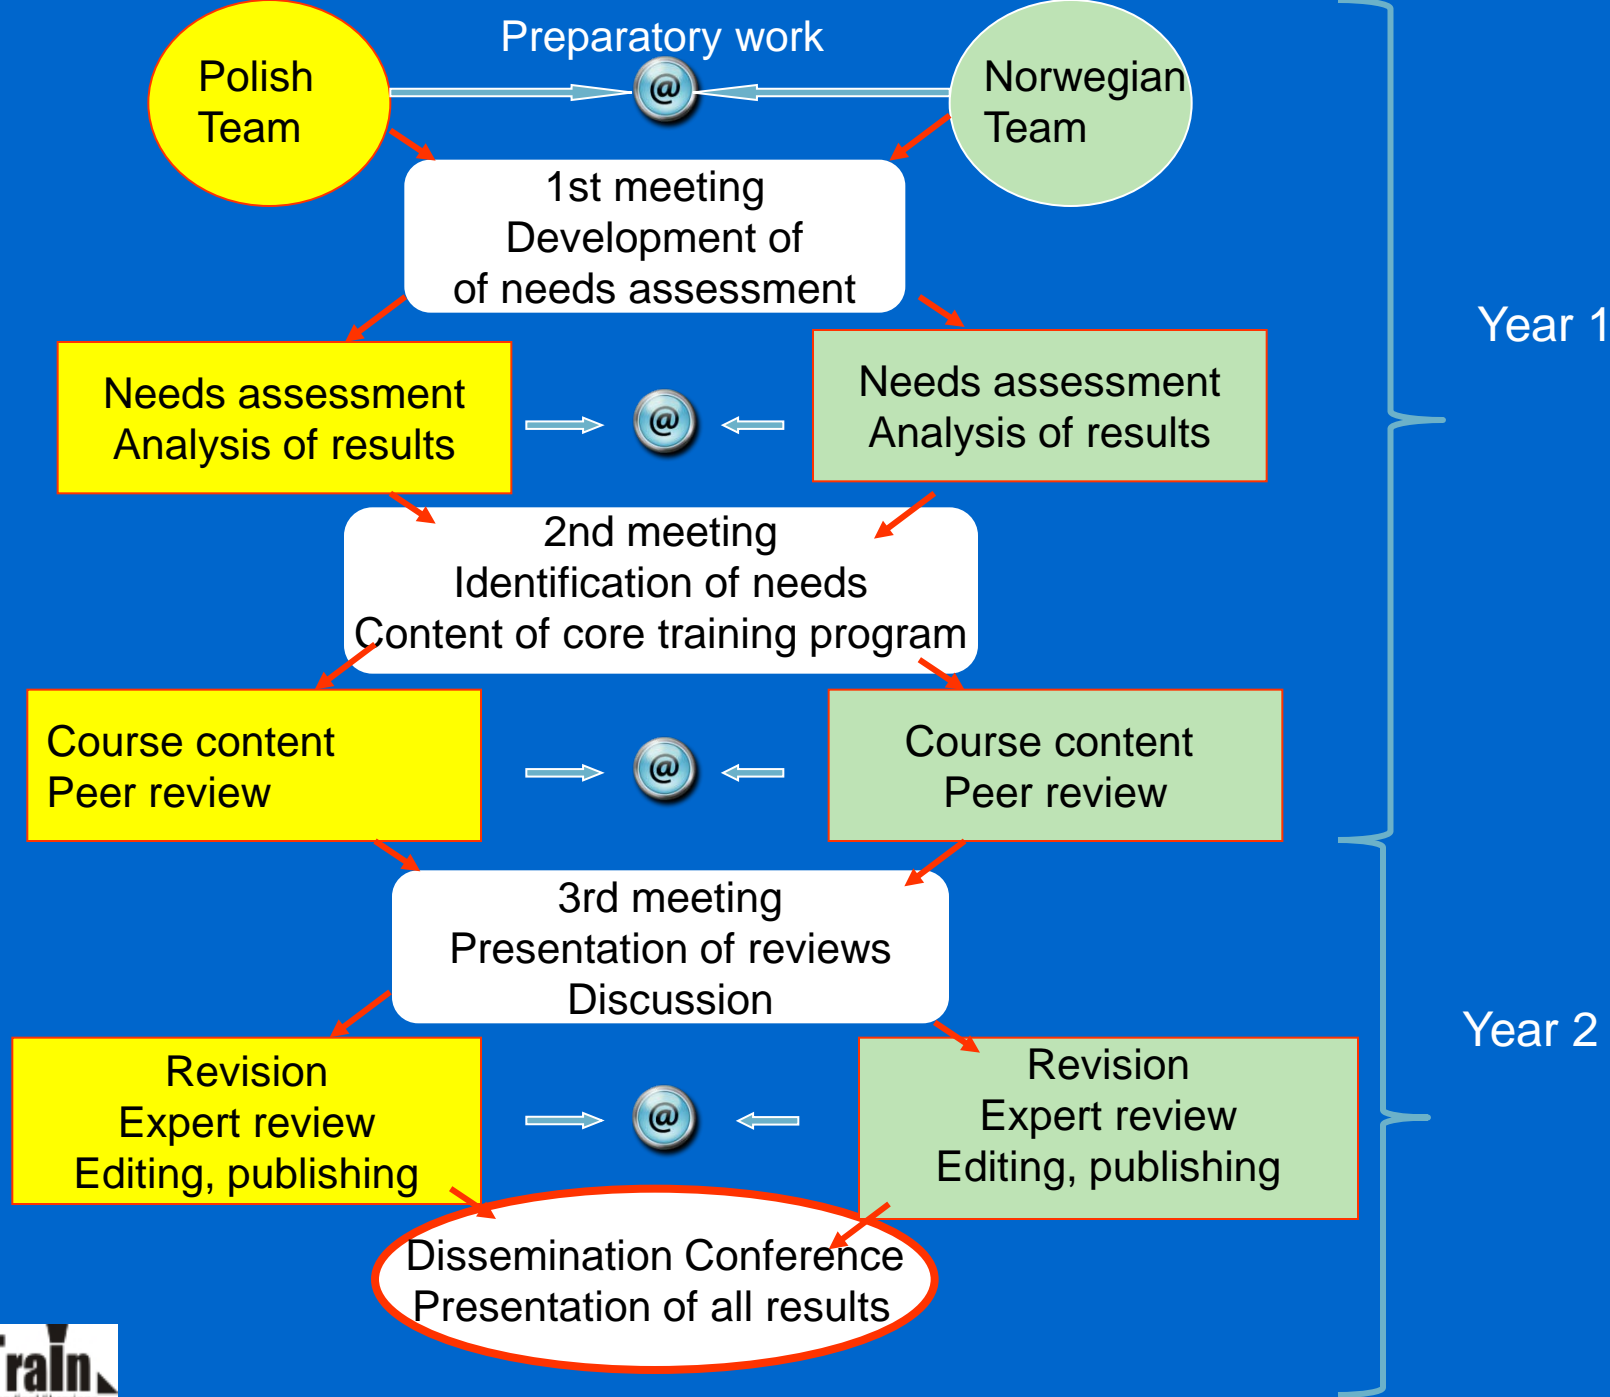 Preparatory work
Polish
Team
@
Norwegian
Team
1st meeting
Development of
of needs assessment
Year 1
Needs assessment
Analysis of results
@
Needs assessment
Analysis of results
2nd meeting
Identification of needs
Content of core training program
Course content
Peer review
@
Course content
Peer review
3rd meeting
Presentation of reviews
Discussion
Year 2
Revision
Expert review
Editing, publishing
@
Revision
Expert review
Editing, publishing
Dissemination Conference
Presentation of all results
raIn